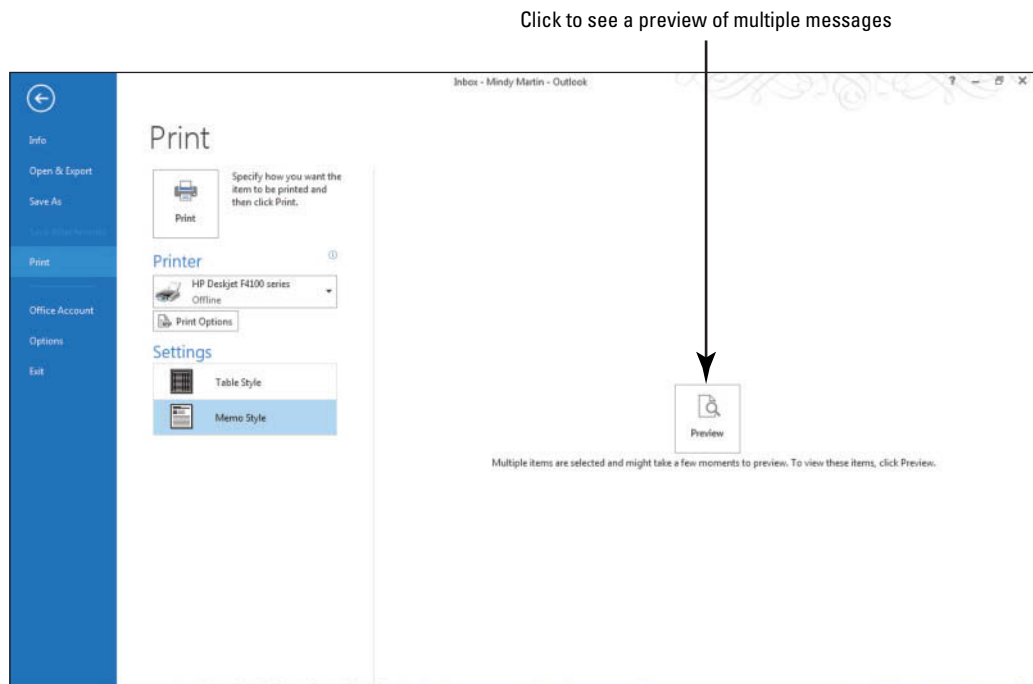 Click to see a preview of multiple messages
Inbox - Mindy Martin - Outlook
?
Info
Open & Export
Save As
Save Attachments
Print
Office Account
Options
Exit
Print
Print
Specify how you want the
item to be printed and
then click Print.
Printer
HP Deskjet F4100 series
Offline
Print Options
Settings
Table Style
Memo Style
Preview
Multiple items are selected and might take a few moments to preview. To view these items, click Preview.